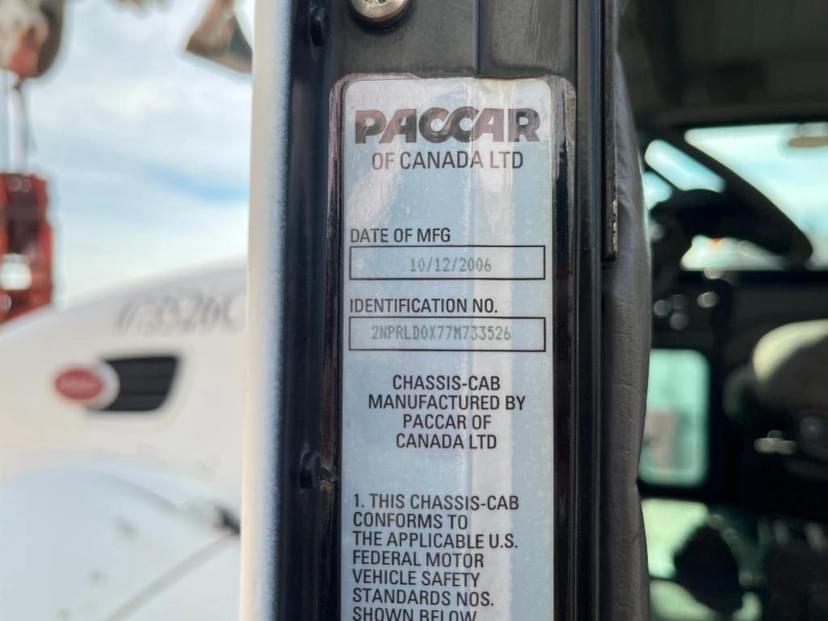 PACCAR
OF CANADA LTD
DATE OF MFG
10/12/2006
IDENTIFICATION NO.
2NPRLD0X77M733526
CHASSIS-CAB
MANUFACTURED BY
PACCAR OF
CANADA LTD
1. THIS CHASSIS-CAB
CONFORMS TO
THE APPLICABLE U.S.
FEDERAL MOTOR
VEHICLE SAFETY
STANDARDS NOS.
SHOWN BELOW